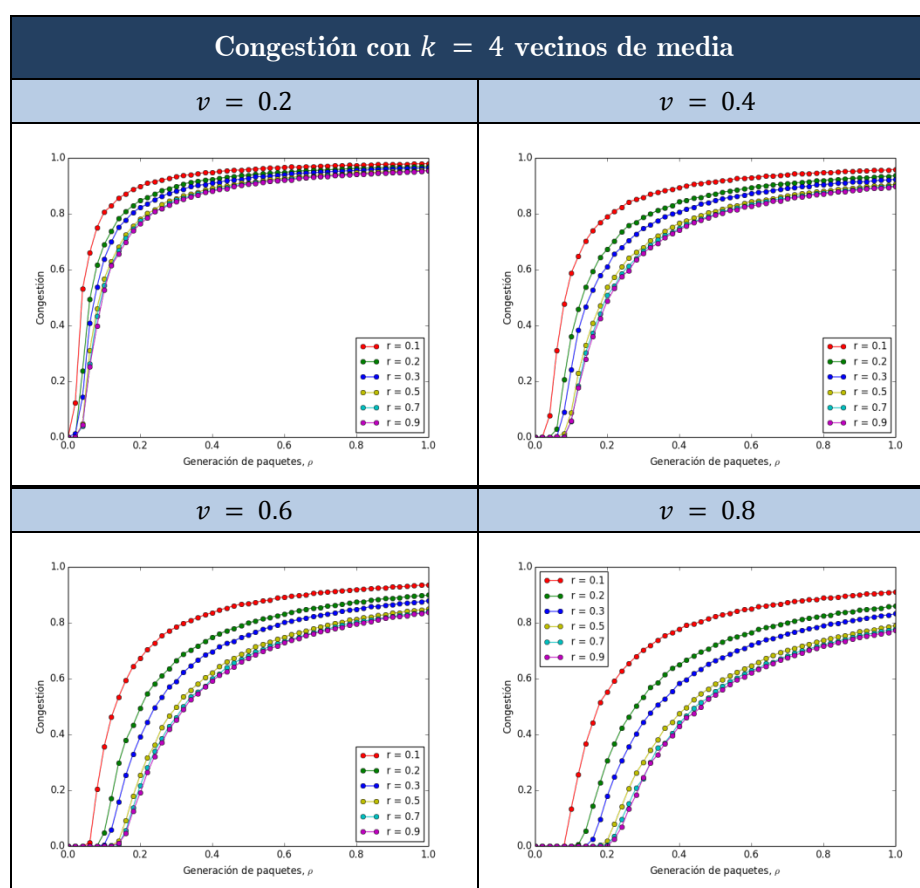 Congestión con k = 4 vecinos de media
v = 0.2
v = 0.4
1.0
0.8
0.6
0.4
0.2
0.0
Congestión
0.0 0.2 0.4 0.6 0.8 1.0
Generación de paquetes, ρ
r = 0.1
r = 0.2
r = 0.3
r = 0.5
r = 0.7
r = 0.9
1.0
0.8
0.6
0.4
0.2
0.0
Congestión
0.0 0.2 0.4 0.6 0.8 1.0
Generación de paquetes, ρ
r = 0.1
r = 0.2
r = 0.3
r = 0.5
r = 0.7
r = 0.9
v = 0.6
v = 0.8
1.0
0.8
0.6
0.4
0.2
0.0
Congestión
0.0 0.2 0.4 0.6 0.8 1.0
Generación de paquetes, ρ
r = 0.1
r = 0.2
r = 0.3
r = 0.5
r = 0.7
r = 0.9
1.0
0.8
0.6
0.4
0.2
0.0
Congestión
0.0 0.2 0.4 0.6 0.8 1.0
Generación de paquetes, ρ
r = 0.1
r = 0.2
r = 0.3
r = 0.5
r = 0.7
r = 0.9